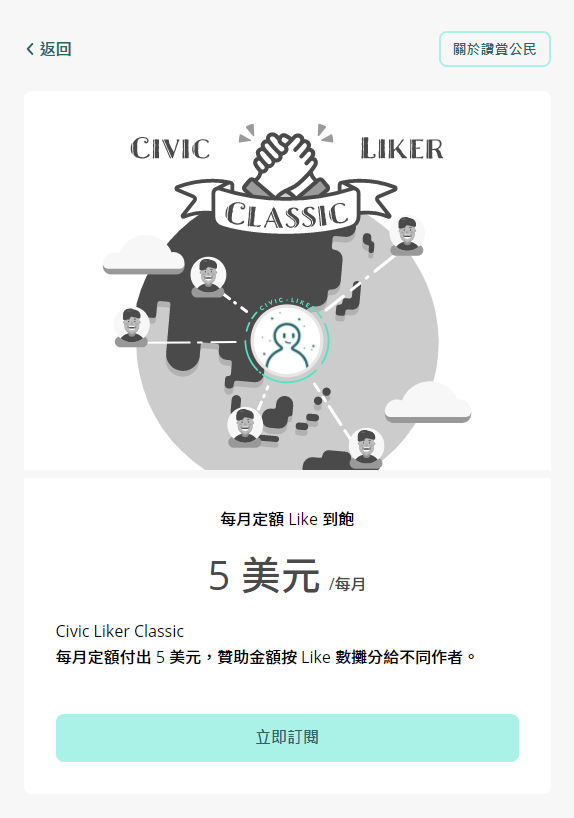 返回
關於讚賞公民
CIVIC LIKER
CLASSIC
CIVIC·LIKER
每月定額 Like 到飽
5 美元 /每月
Civic Liker Classic
每月定額付出 5 美元，贊助金額按 Like 數攤分給不同作者。
立即訂閱